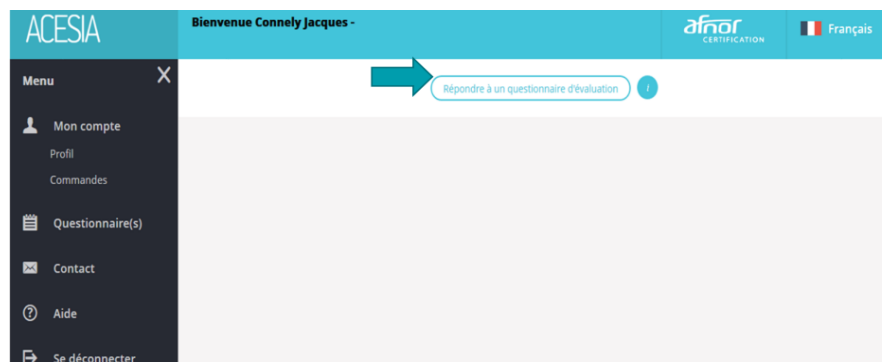 ACESIA
Bienvenue Connely Jacques -
afnor
CERTIFICATION
Français
Menu
X
Répondre à un questionnaire d'évaluation
i
Mon compte
Profil
Commandes
Questionnaire(s)
Contact
? Aide
Se déconnecter